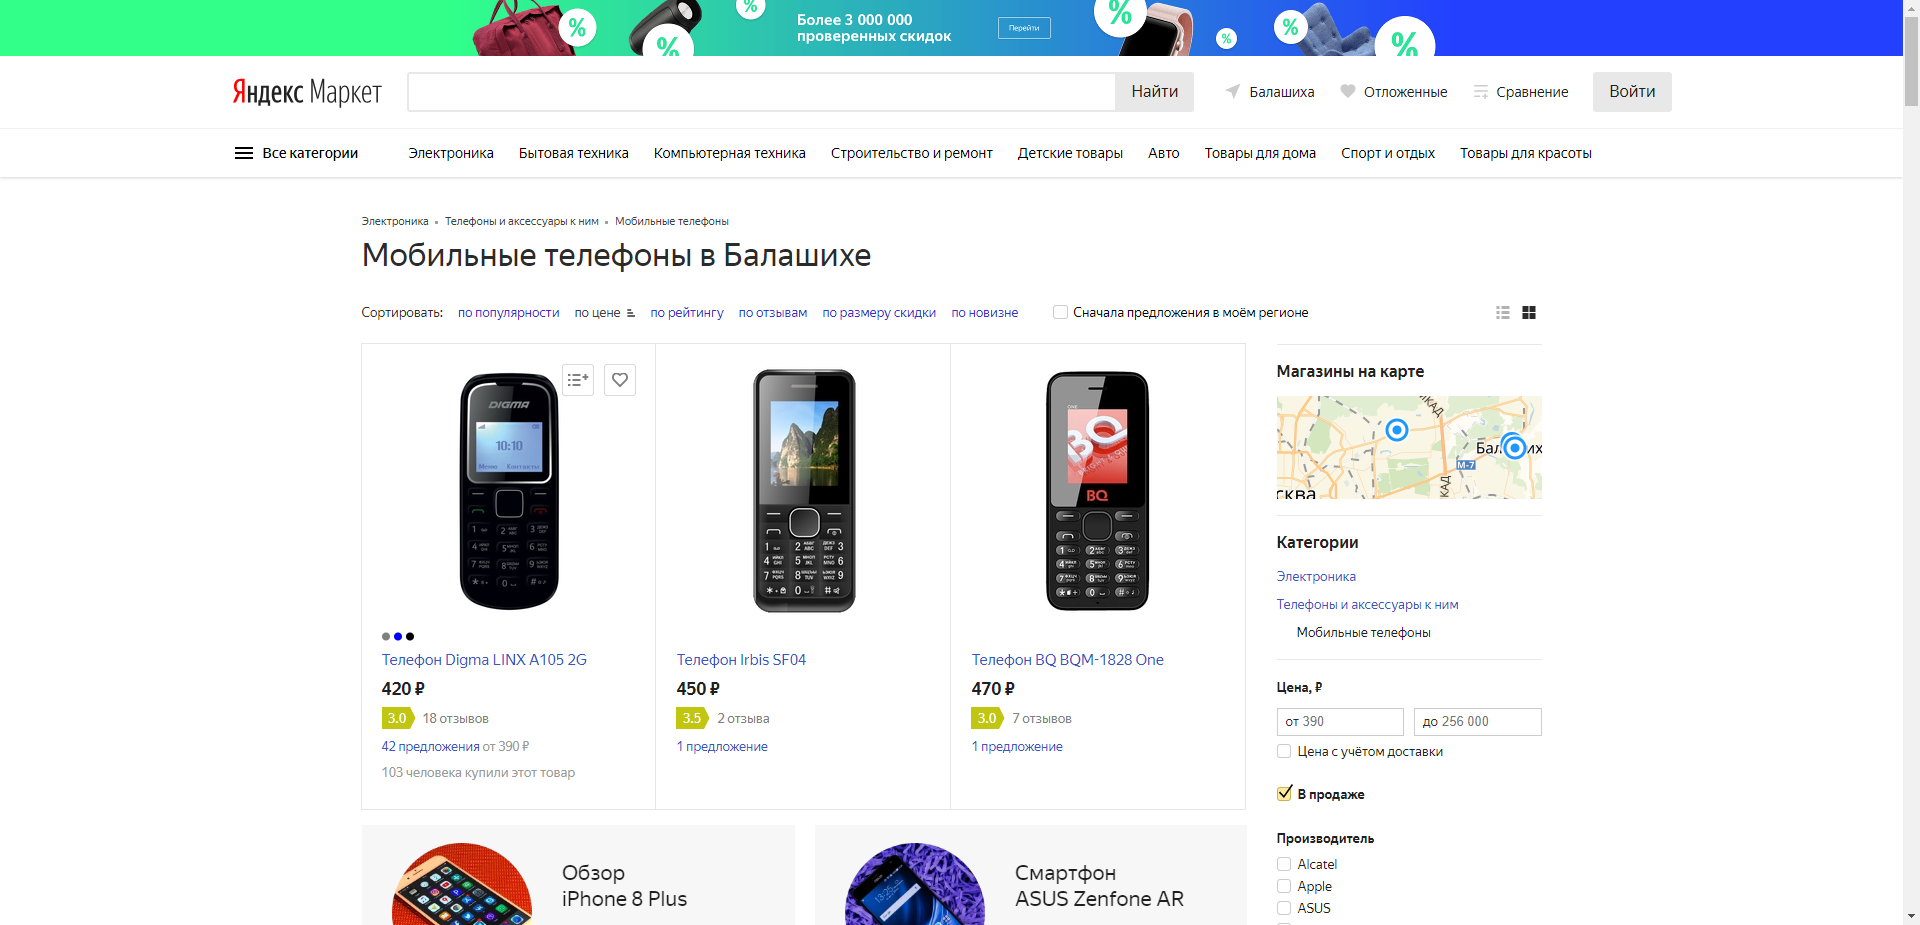 Более 3 000 000
проверенных скидок
Перейти
Яндекс Маркет
Найти
Балашиха
Отложенные
Сравнение
Войти
Все категории
Электроника
Бытовая техника
Компьютерная техника
Строительство и ремонт
Детские товары
Авто
Товары для дома
Спорт и отдых
Товары для красоты
Электроника • Телефоны и аксессуары к ним • Мобильные телефоны
Мобильные телефоны в Балашихе
Сортировать: по популярности по цене по рейтингу по отзывам по размеру скидки по новизне
Сначала предложения в моём регионе
DIGMA
10:10
Меню Контакты
BQ
Телефон Digma LINX A105 2G
420 ₽
3.0 18 отзывов
42 предложения от 390 ₽
103 человека купили этот товар
Телефон Irbis SF04
450 ₽
3.5 2 отзыва
1 предложение
Телефон BQ BQM-1828 One
470 ₽
3.0 7 отзывов
1 предложение
Обзор
iPhone 8 Plus
Смартфон
ASUS Zenfone AR
Магазины на карте
М-7
Категории
Электроника
Телефоны и аксессуары к ним
Мобильные телефоны
Цена, ₽
от 390
до 256 000
Цена с учётом доставки
В продаже
Производитель
Alcatel
Apple
ASUS